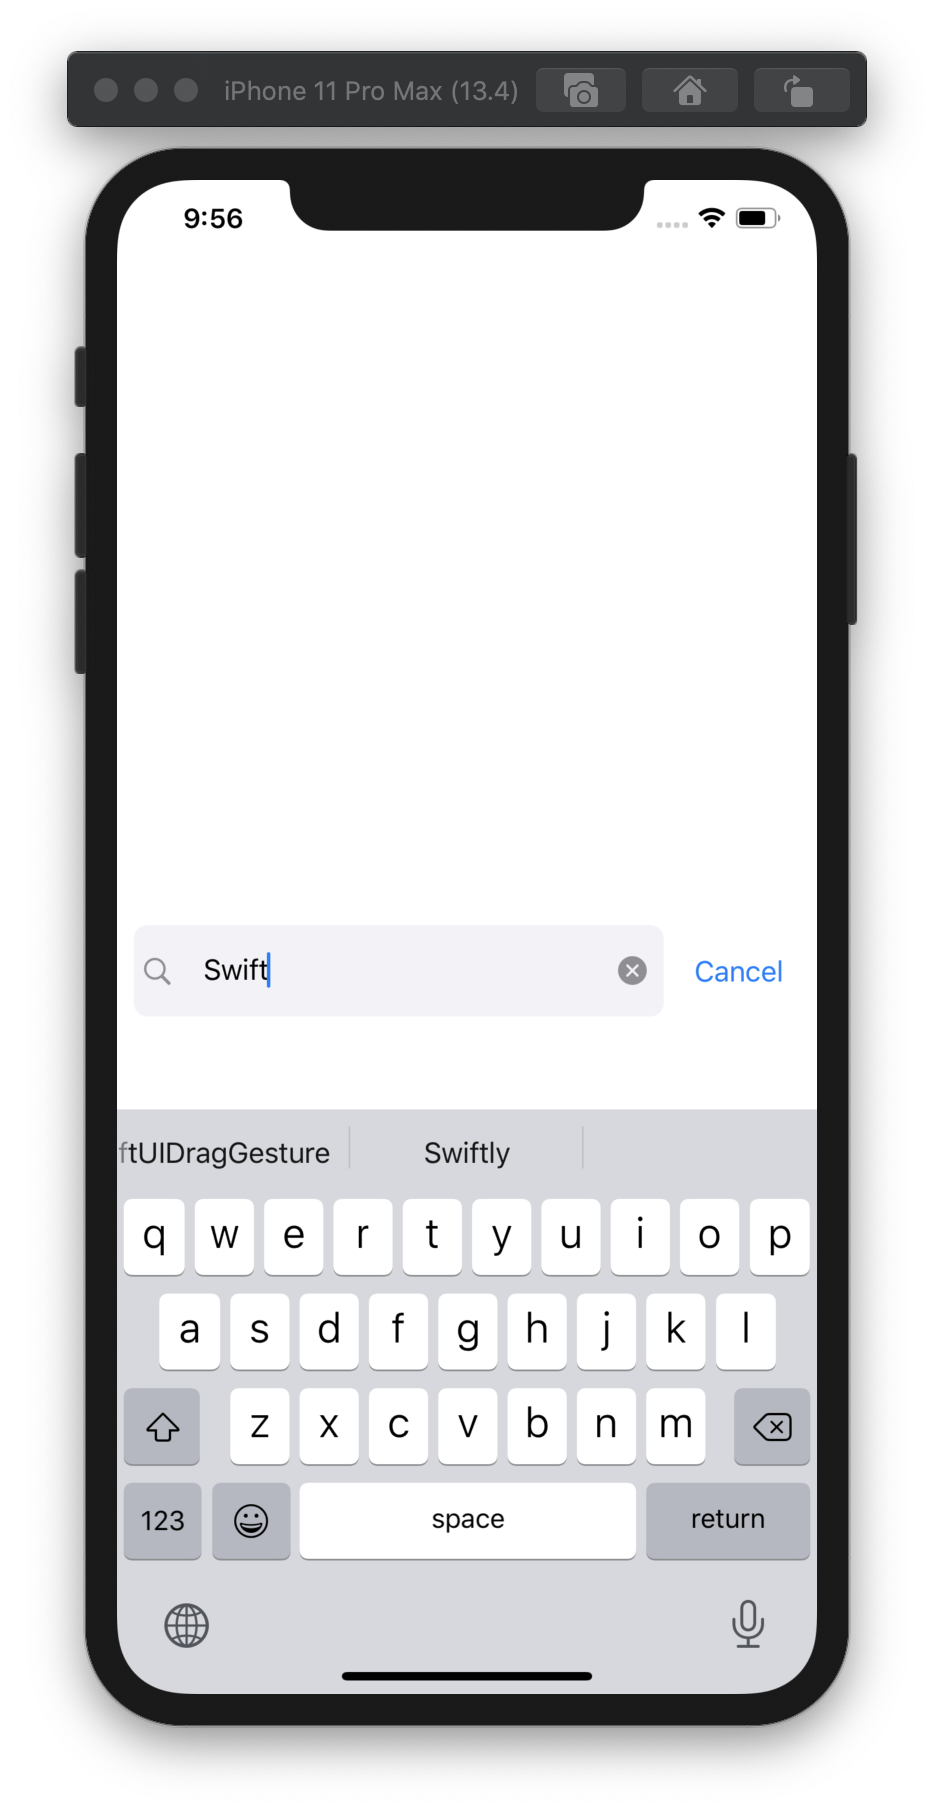 iPhone 11 Pro Max (13.4)
9:56
Swift
Cancel
ftUIDragGesture Swiftly
q w e r t y u i o p
a s d f g h j k l
z x c v b n m
123 space return